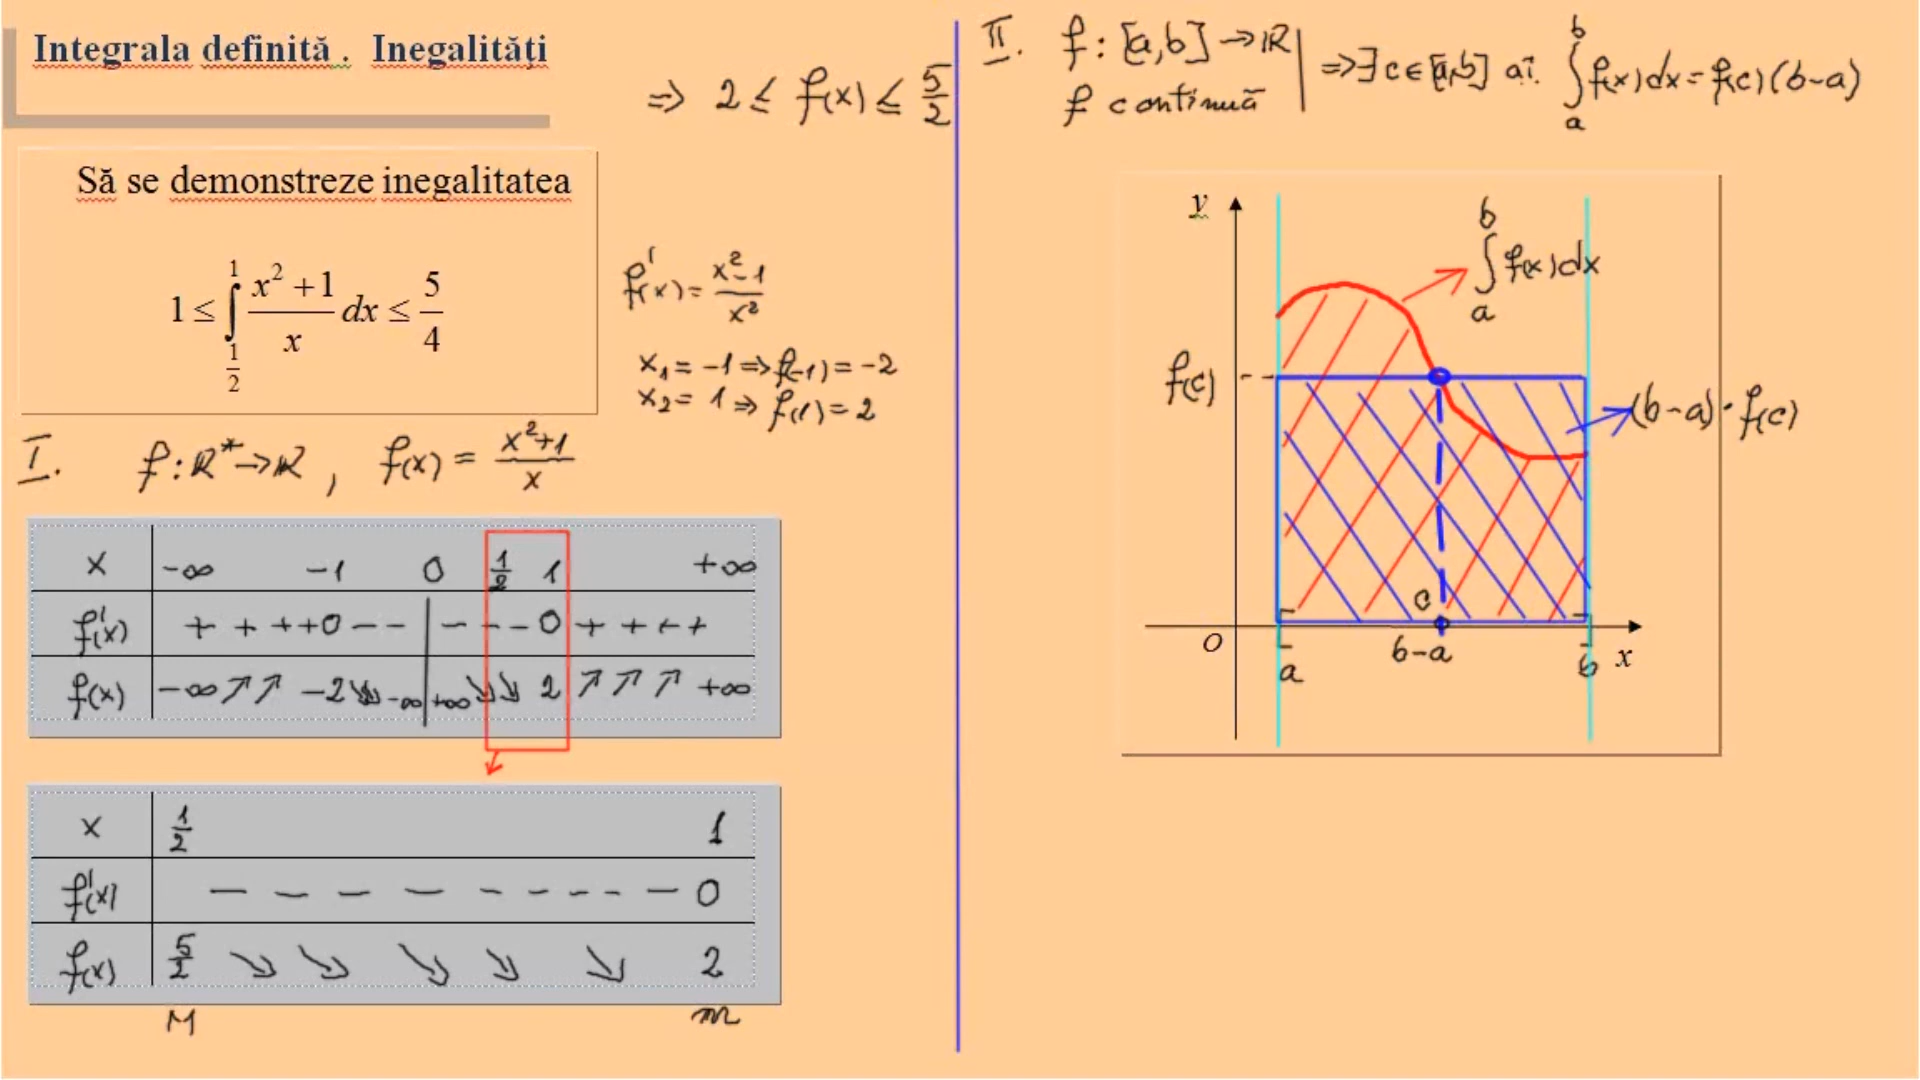 Integrala definită . Inegalități
⇒ 2 ≤ f(x) ≤ 5/2
Să se demonstreze inegalitatea
1 ≤ ∫_{1/2}^{1} (x² + 1)/x dx ≤ 5/4
f'(x) = (x² - 1)/x²
x₁ = -1 ⇒ f(-1) = -2
x₂ = 1 ⇒ f(1) = 2
I. f : ℝ* → ℝ , f(x) = (x²+1)/x
x | -∞ -1 0 1/2 1 +∞
f'(x) | + + + + 0 - - | - - - 0 + + + +
f(x) | -∞ ↗ ↗ -2 ↘ ↘ -∞ | +∞ ↘ ↘ 2 ↗ ↗ ↗ +∞
x | 1/2 1
f'(x) | - - - - - - - - - 0
f(x) | 5/2 ↘ ↘ ↘ ↘ ↘ 2
M m
II. f : [a,b] → ℝ
f continuă | ⇒ ∃ c ∈ [a,b] aî. ∫_{a}^{b} f(x) dx = f(c) (b-a)
y
∫_{a}^{b} f(x) dx
f(c)
(b-a) · f(c)
c
O a b-a b x